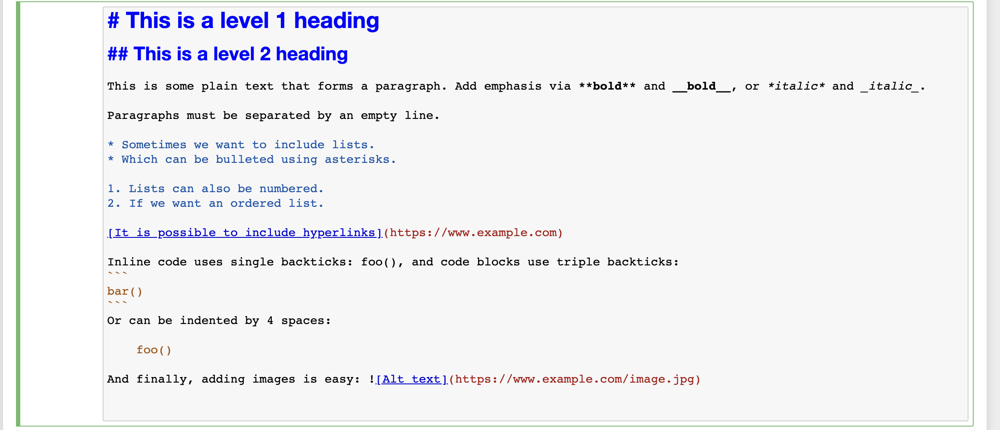 # This is a level 1 heading
## This is a level 2 heading
This is some plain text that forms a paragraph. Add emphasis via **bold** and __bold__, or *italic* and _italic_.
Paragraphs must be separated by an empty line.
* Sometimes we want to include lists.
* Which can be bulleted using asterisks.
1. Lists can also be numbered.
2. If we want an ordered list.
[It is possible to include hyperlinks](https://www.example.com)
Inline code uses single backticks: foo(), and code blocks use triple backticks:
```
bar()
```
Or can be indented by 4 spaces:
    foo()
And finally, adding images is easy: ![Alt text](https://www.example.com/image.jpg)